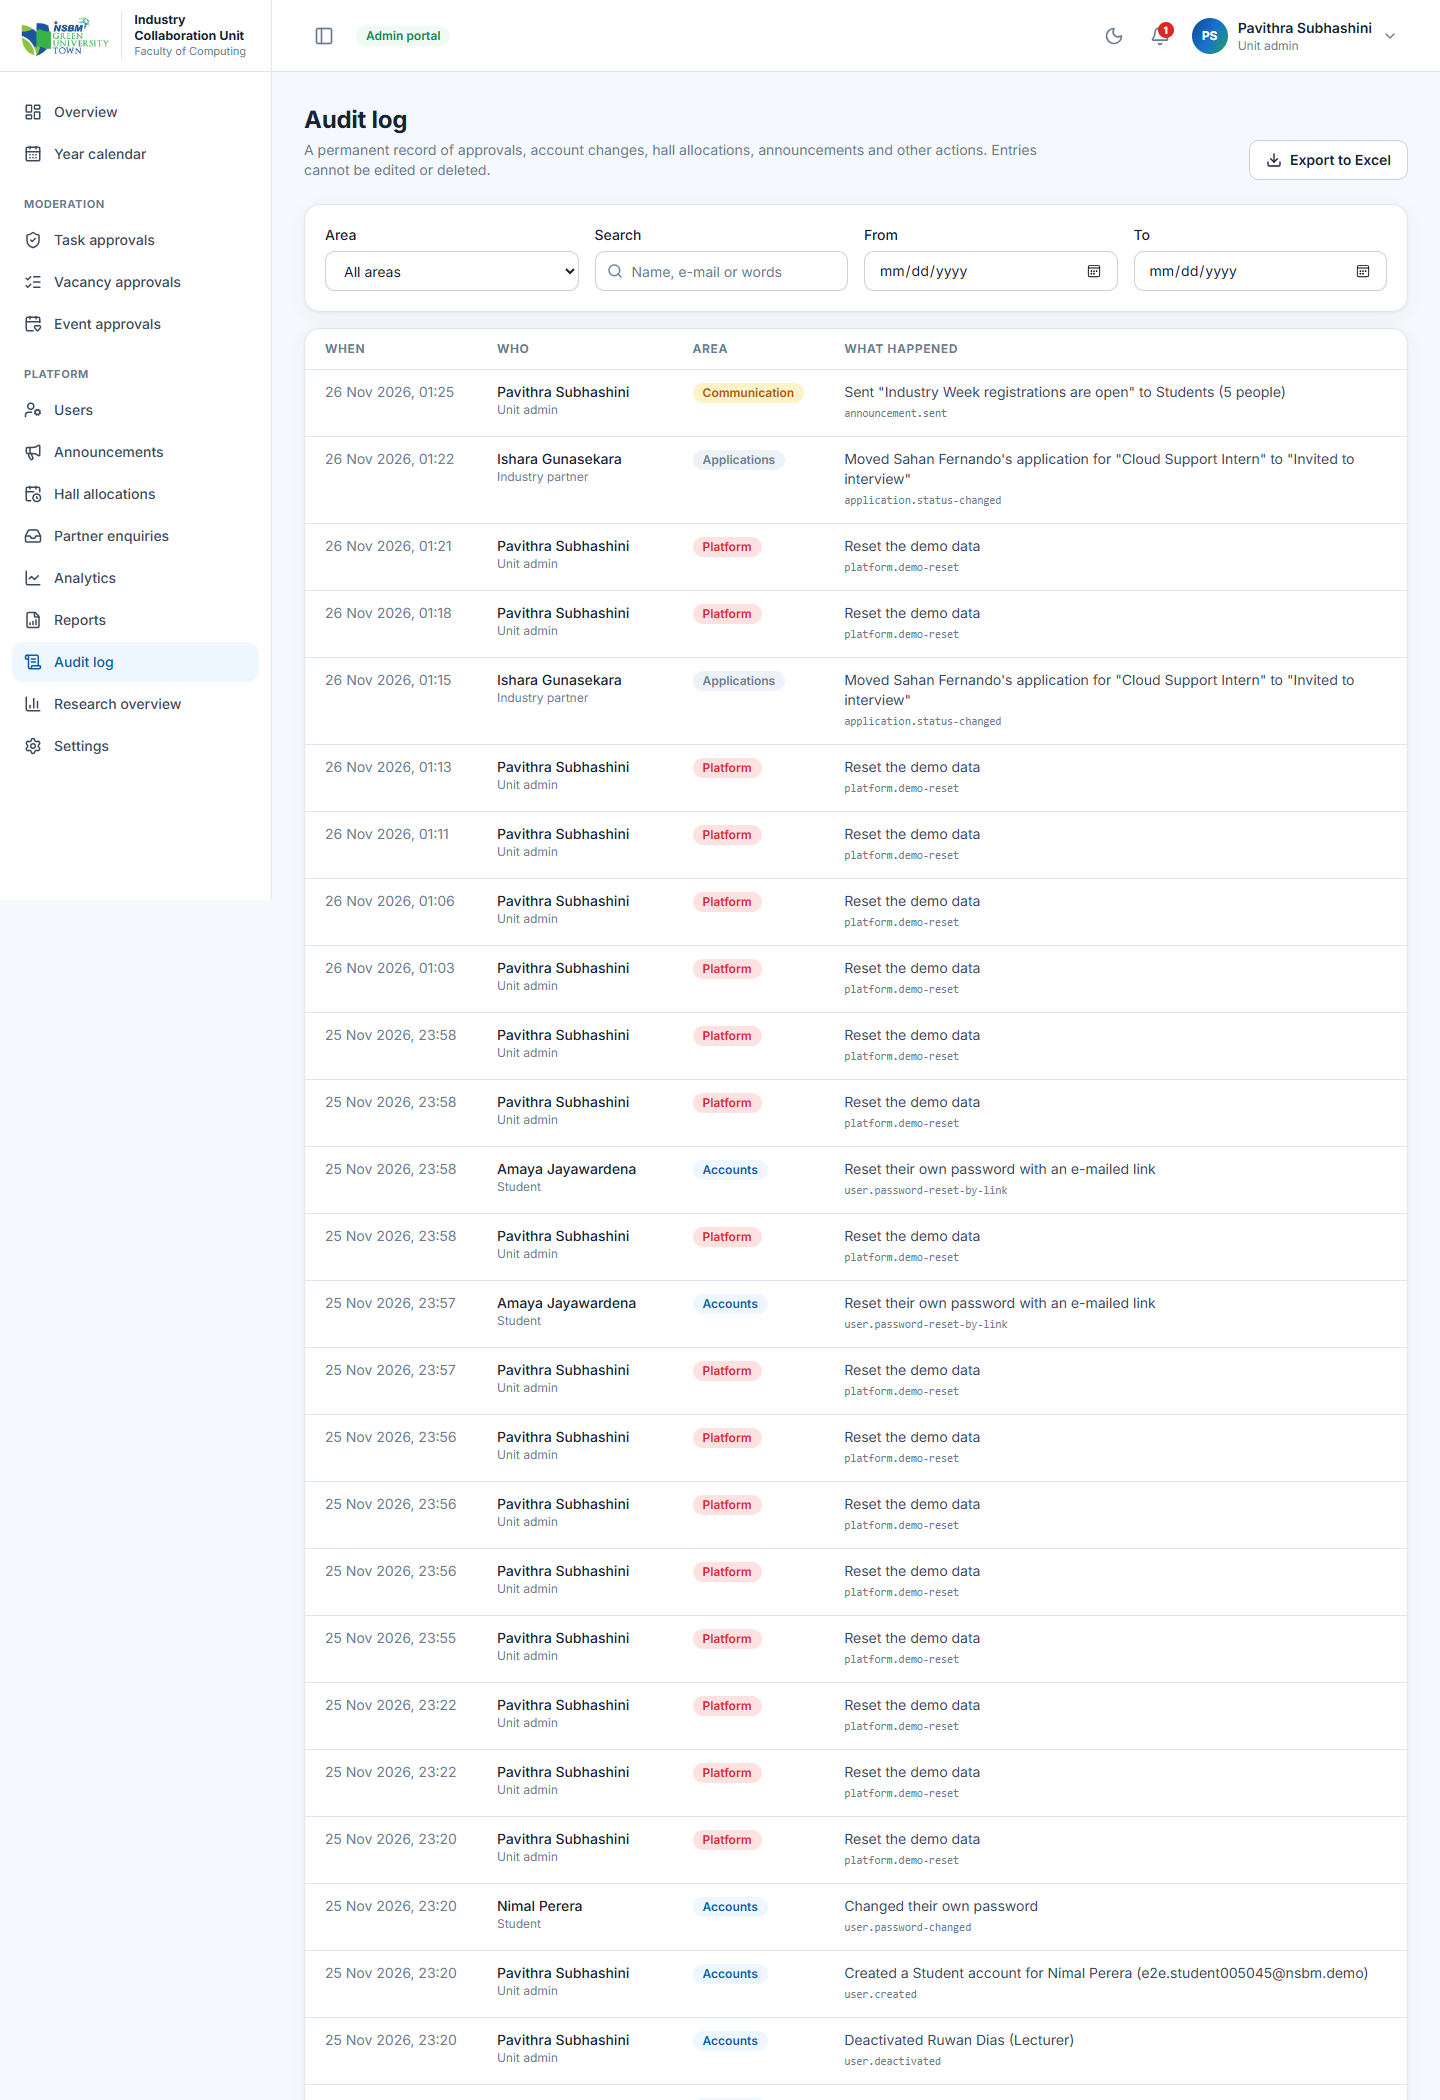 NSBM
GREEN
UNIVERSITY
TOWN
Industry
Collaboration Unit
Faculty of Computing
Admin portal
1
PS
Pavithra Subhashini
Unit admin
Overview
Year calendar
MODERATION
Task approvals
Vacancy approvals
Event approvals
PLATFORM
Users
Announcements
Hall allocations
Partner enquiries
Analytics
Reports
Audit log
Research overview
Settings
Audit log
A permanent record of approvals, account changes, hall allocations, announcements and other actions. Entries
cannot be edited or deleted.
Export to Excel
Area Search From To
All areas Name, e-mail or words mm/dd/yyyy mm/dd/yyyy
WHEN WHO AREA WHAT HAPPENED
26 Nov 2026, 01:25 Pavithra Subhashini Communication Sent "Industry Week registrations are open" to Students (5 people)
Unit admin announcement.sent
26 Nov 2026, 01:22 Ishara Gunasekara Applications Moved Sahan Fernando's application for "Cloud Support Intern" to "Invited to
Industry partner interview"
application.status-changed
26 Nov 2026, 01:21 Pavithra Subhashini Platform Reset the demo data
Unit admin platform.demo-reset
26 Nov 2026, 01:18 Pavithra Subhashini Platform Reset the demo data
Unit admin platform.demo-reset
26 Nov 2026, 01:15 Ishara Gunasekara Applications Moved Sahan Fernando's application for "Cloud Support Intern" to "Invited to
Industry partner interview"
application.status-changed
26 Nov 2026, 01:13 Pavithra Subhashini Platform Reset the demo data
Unit admin platform.demo-reset
26 Nov 2026, 01:11 Pavithra Subhashini Platform Reset the demo data
Unit admin platform.demo-reset
26 Nov 2026, 01:06 Pavithra Subhashini Platform Reset the demo data
Unit admin platform.demo-reset
26 Nov 2026, 01:03 Pavithra Subhashini Platform Reset the demo data
Unit admin platform.demo-reset
25 Nov 2026, 23:58 Pavithra Subhashini Platform Reset the demo data
Unit admin platform.demo-reset
25 Nov 2026, 23:58 Pavithra Subhashini Platform Reset the demo data
Unit admin platform.demo-reset
25 Nov 2026, 23:58 Amaya Jayawardena Accounts Reset their own password with an e-mailed link
Student user.password-reset-by-link
25 Nov 2026, 23:58 Pavithra Subhashini Platform Reset the demo data
Unit admin platform.demo-reset
25 Nov 2026, 23:57 Amaya Jayawardena Accounts Reset their own password with an e-mailed link
Student user.password-reset-by-link
25 Nov 2026, 23:57 Pavithra Subhashini Platform Reset the demo data
Unit admin platform.demo-reset
25 Nov 2026, 23:56 Pavithra Subhashini Platform Reset the demo data
Unit admin platform.demo-reset
25 Nov 2026, 23:56 Pavithra Subhashini Platform Reset the demo data
Unit admin platform.demo-reset
25 Nov 2026, 23:56 Pavithra Subhashini Platform Reset the demo data
Unit admin platform.demo-reset
25 Nov 2026, 23:55 Pavithra Subhashini Platform Reset the demo data
Unit admin platform.demo-reset
25 Nov 2026, 23:22 Pavithra Subhashini Platform Reset the demo data
Unit admin platform.demo-reset
25 Nov 2026, 23:22 Pavithra Subhashini Platform Reset the demo data
Unit admin platform.demo-reset
25 Nov 2026, 23:20 Pavithra Subhashini Platform Reset the demo data
Unit admin platform.demo-reset
25 Nov 2026, 23:20 Nimal Perera Accounts Changed their own password
Student user.password-changed
25 Nov 2026, 23:20 Pavithra Subhashini Accounts Created a Student account for Nimal Perera (e2e.student005045@nsbm.demo)
Unit admin user.created
25 Nov 2026, 23:20 Pavithra Subhashini Accounts Deactivated Ruwan Dias (Lecturer)
Unit admin user.deactivated